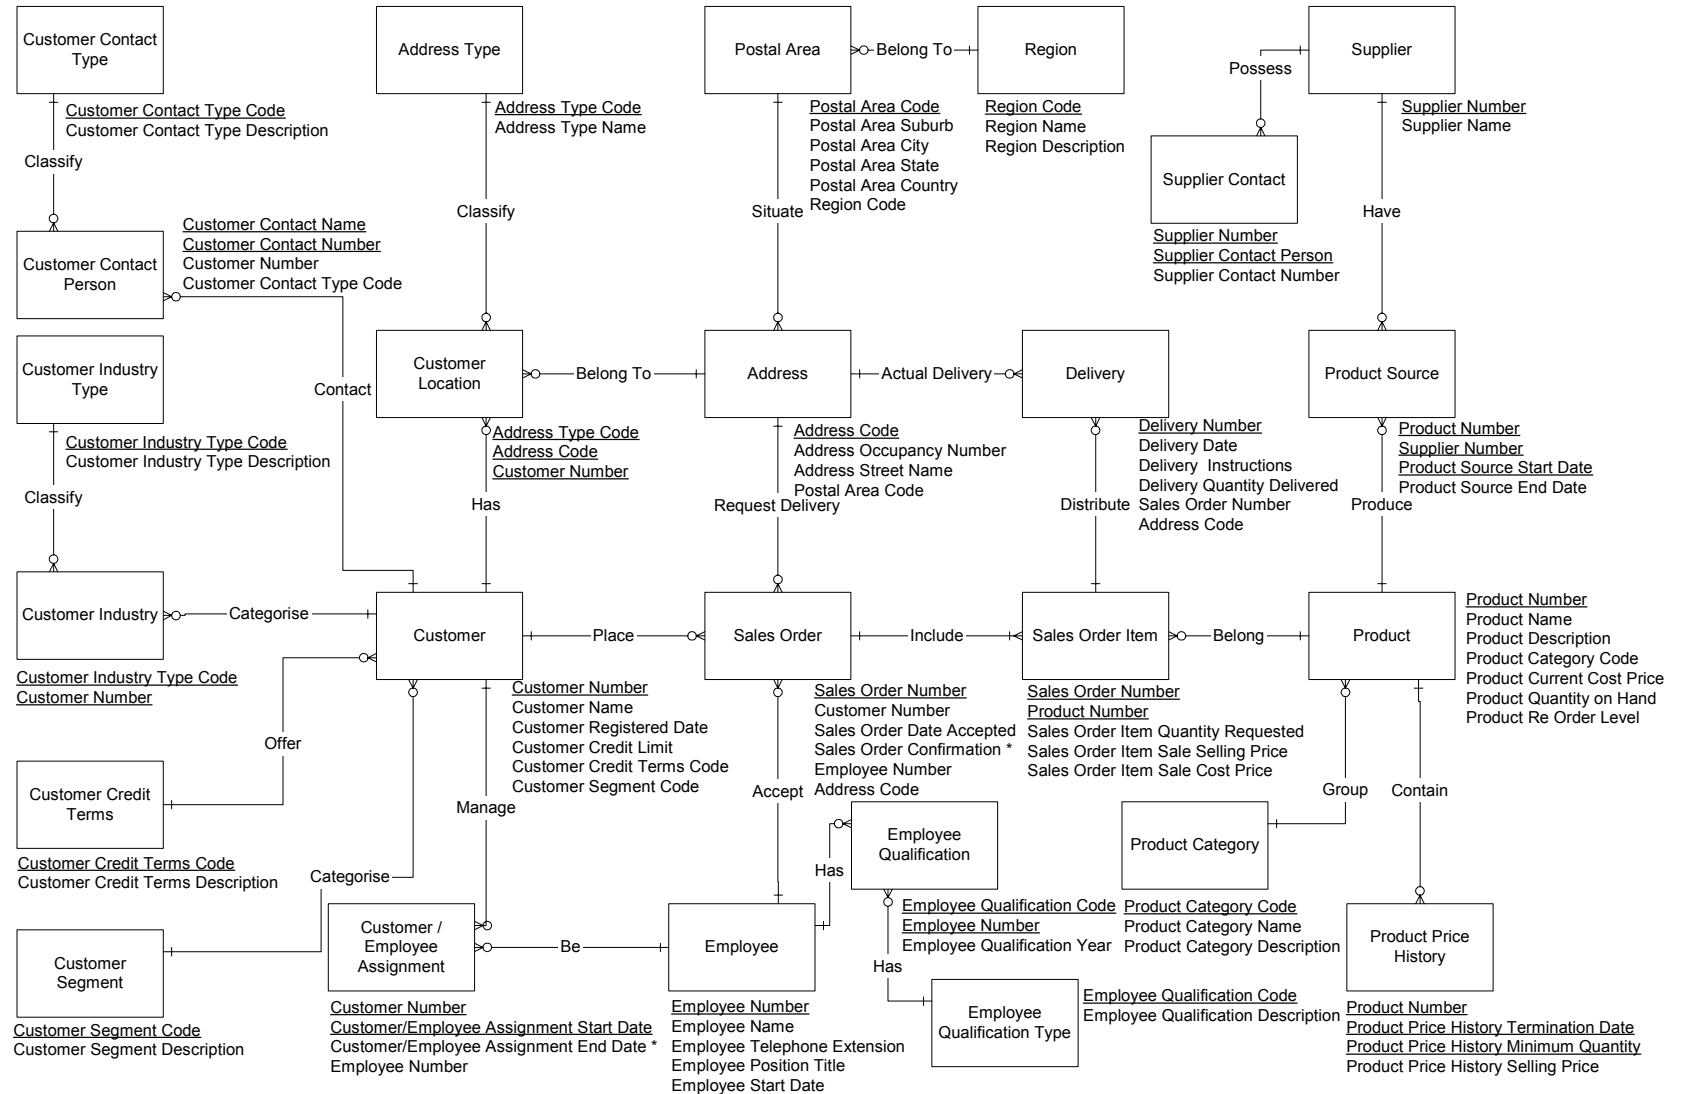 Customer Contact
Type
Address Type
Postal Area
Belong To
Region
Supplier
Possess
Customer Contact Type Code
Customer Contact Type Description
Address Type Code
Address Type Name
Postal Area Code
Postal Area Suburb
Postal Area City
Postal Area State
Postal Area Country
Region Code
Region Code
Region Name
Region Description
Supplier Number
Supplier Name
Classify
Classify
Situate
Supplier Contact
Have
Supplier Number
Supplier Contact Person
Supplier Contact Number
Customer Contact
Person
Customer Contact Name
Customer Contact Number
Customer Number
Customer Contact Type Code
Customer Industry
Type
Contact
Customer
Location
Belong To
Address
Actual Delivery
Delivery
Product Source
Customer Industry Type Code
Customer Industry Type Description
Address Type Code
Address Code
Customer Number
Address Code
Address Occupancy Number
Address Street Name
Postal Area Code
Delivery Number
Delivery Date
Delivery  Instructions
Delivery Quantity Delivered
Sales Order Number
Address Code
Product Number
Supplier Number
Product Source Start Date
Product Source End Date
Classify
Has
Request Delivery
Distribute
Produce
Customer Industry
Categorise
Customer
Place
Sales Order
Include
Sales Order Item
Belong
Product
Product Number
Product Name
Product Description
Product Category Code
Product Current Cost Price
Product Quantity on Hand
Product Re Order Level
Customer Industry Type Code
Customer Number
Customer Number
Customer Name
Customer Registered Date
Customer Credit Limit
Customer Credit Terms Code
Customer Segment Code
Sales Order Number
Customer Number
Sales Order Date Accepted
Sales Order Confirmation *
Employee Number
Address Code
Sales Order Number
Product Number
Sales Order Item Quantity Requested
Sales Order Item Sale Selling Price
Sales Order Item Sale Cost Price
Offer
Customer Credit
Terms
Manage
Accept
Group
Contain
Customer Credit Terms Code
Customer Credit Terms Description
Categorise
Has
Employee
Qualification
Product Category
Employee Qualification Code
Employee Number
Employee Qualification Year
Product Category Code
Product Category Name
Product Category Description
Customer
Segment
Customer /
Employee
Assignment
Be
Employee
Has
Product Price
History
Customer Segment Code
Customer Segment Description
Customer Number
Customer/Employee Assignment Start Date
Customer/Employee Assignment End Date *
Employee Number
Employee Number
Employee Name
Employee Telephone Extension
Employee Position Title
Employee Start Date
Employee
Qualification Type
Employee Qualification Code
Employee Qualification Description
Product Number
Product Price History Termination Date
Product Price History Minimum Quantity
Product Price History Selling Price